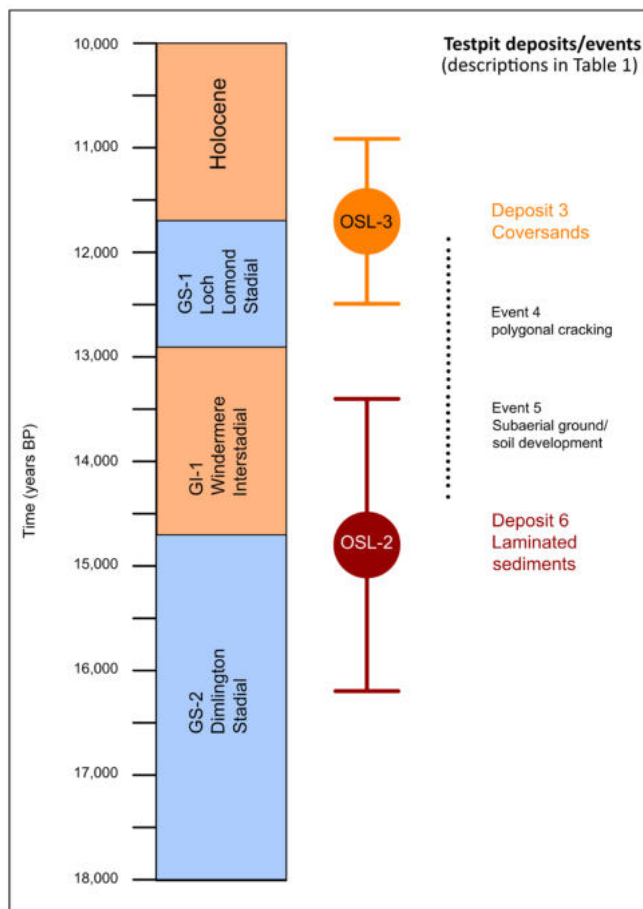 Testpit deposits/events
(descriptions in Table 1)
Time (years BP)
10,000
11,000
12,000
13,000
14,000
15,000
16,000
17,000
18,000
Holocene
GS-1
Loch
Lomond
Stadial
GI-1
Windermere
Interstadial
GS-2
Dimlington
Stadial
OSL-3
OSL-2
Deposit 3
Coversands
Event 4
polygonal cracking
Event 5
Subaerial ground/
soil development
Deposit 6
Laminated
sediments